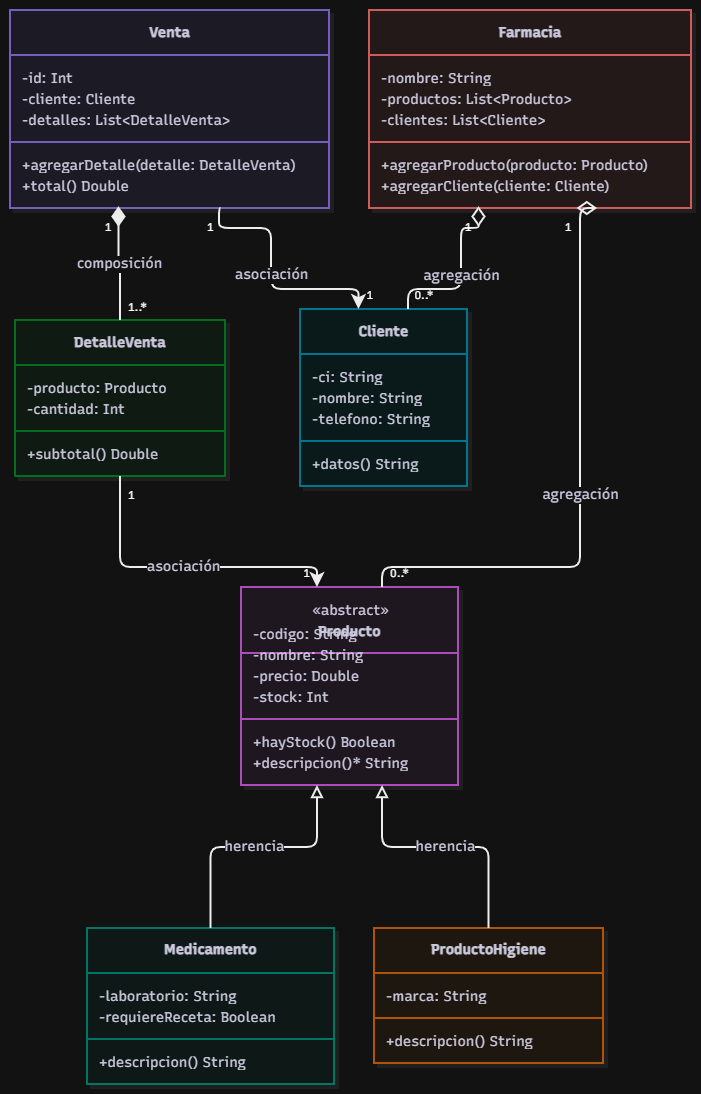 Venta
-id: Int
-cliente: Cliente
-detalles: List<DetalleVenta>
+agregarDetalle(detalle: DetalleVenta)
+total() Double
Farmacia
-nombre: String
-productos: List<Producto>
-clientes: List<Cliente>
+agregarProducto(producto: Producto)
+agregarCliente(cliente: Cliente)
1
1
1
1
composición
asociación
agregación
1..*
1
0..*
DetalleVenta
-producto: Producto
-cantidad: Int
+subtotal() Double
Cliente
-ci: String
-nombre: String
-telefono: String
+datos() String
1
agregación
asociación
1
0..*
«abstract»
Producto
-codigo: String
-nombre: String
-precio: Double
-stock: Int
+hayStock() Boolean
+descripcion()* String
herencia
herencia
Medicamento
-laboratorio: String
-requiereReceta: Boolean
+descripcion() String
ProductoHigiene
-marca: String
+descripcion() String